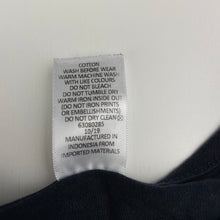 COTTON
WASH BEFORE WEAR
WARM MACHINE WASH
WITH LIKE COLOURS
DO NOT BLEACH
DO NOT TUMBLE DRY
WARM IRON INSIDE OUT
(DO NOT IRON PRINTS
OR EMBELLISHMENTS)
DO NOT DRY CLEAN
63080285
10/19
MANUFACTURED IN
INDONESIA FROM
IMPORTED MATERIALS